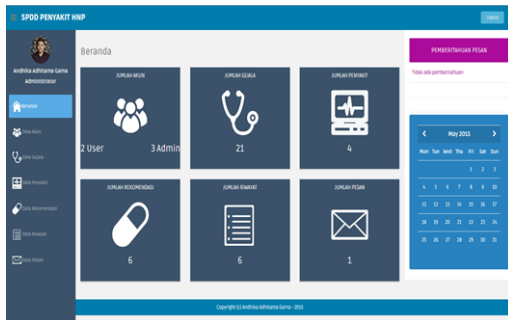 SPDD PENYAKIT HNP
Logout
Andhika Adhitama Gama
Administrator
Beranda
Data Akun
Data Gejala
Data Penyakit
Data Rekomendasi
Data Riwayat
Data Pesan
Beranda
JUMLAH AKUN
2 User 3 Admin
JUMLAH GEJALA
21
JUMLAH PENYAKIT
4
JUMLAH REKOMENDASI
6
JUMLAH RIWAYAT
6
JUMLAH PESAN
1
PEMBERITAHUAN PESAN
Tidak ada pemberitahuan
May 2015
Mon Tue Wed Thu Fri Sat Sun
1 2 3
4 5 6 7 8 9 10
11 12 13 14 15 16 17
18 19 20 21 22 23 24
25 26 27 28 29 30 31
Copyright (c) Andhika Adhitama Gama - 2015